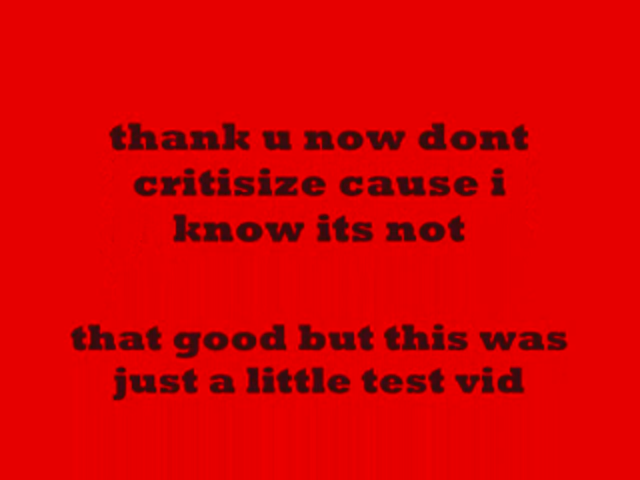 thank u now dont
critisize cause i
know its not
that good but this was
just a little test vid